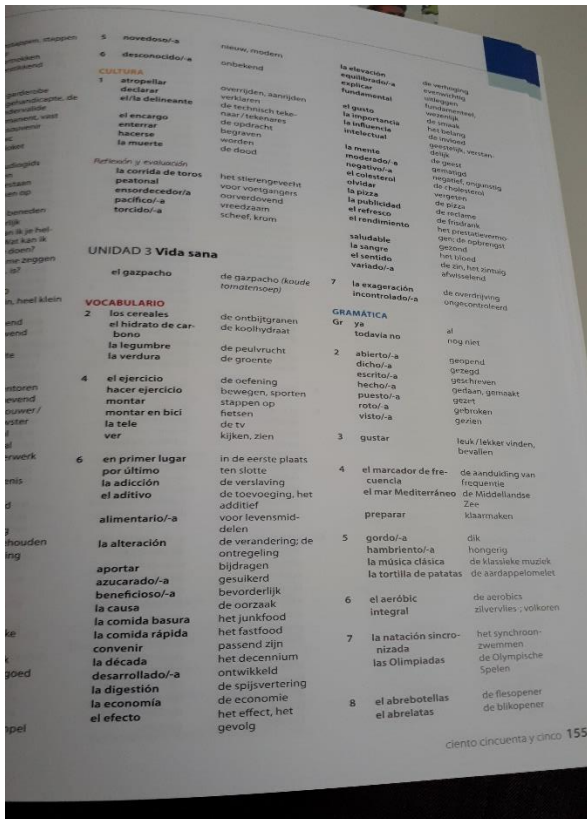 5 novedoso/-a nieuw, modern
6 desconocido/-a onbekend
CULTURA
1 atropellar overrijden, aanrijden
declarar verklaren
el/la delineante de technisch teke-
naar/tekenares
el encargo de opdracht
enterrar begraven
hacerse worden
la muerte de dood
Reflexión y evaluación
la corrida de toros het stierengevecht
peatonal voor voetgangers
ensordecedor/a oorverdovend
pacífico/-a vreedzaam
torcido/-a scheef, krom
UNIDAD 3 Vida sana
el gazpacho de gazpacho (koude
tomatensoep)
VOCABULARIO
2 los cereales de ontbijtgranen
el hidrato de car- de koolhydraat
bono
la legumbre de peulvrucht
la verdura de groente
4 el ejercicio de oefening
hacer ejercicio bewegen, sporten
montar stappen op
montar en bici fietsen
la tele de tv
ver kijken, zien
6 en primer lugar in de eerste plaats
por último ten slotte
la adicción de verslaving
el aditivo de toevoeging, het
additief
alimentario/-a voor levensmid-
delen
la alteración de verandering; de
ontregeling
aportar bijdragen
azucarado/-a gesuikerd
beneficioso/-a bevorderlijk
la causa de oorzaak
la comida basura het junkfood
la comida rápida het fastfood
convenir passend zijn
la década het decennium
desarrollado/-a ontwikkeld
la digestión de spijsvertering
la economía de economie
el efecto het effect, het
gevolg
la elevación de verhoging
equilibrado/-a evenwichtig
explicar uitleggen
fundamental fundamenteel,
wezenlijk
el gusto de smaak
la importancia het belang
la influencia de invloed
intelectual geestelijk, verstan-
delijk
la mente de geest
moderado/-a gematigd
negativo/-a negatief, ongunstig
el colesterol de cholesterol
olvidar vergeten
la pizza de pizza
la publicidad de reclame
el refresco de frisdrank
el rendimiento het prestatievermo-
gen; de opbrengst
saludable gezond
la sangre het bloed
el sentido de zin, het zintuig
variado/-a afwisselend
7 la exageración de overdrijving
incontrolado/-a ongecontroleerd
GRAMÁTICA
Gr ya al
todavía no nog niet
2 abierto/-a geopend
dicho/-a gezegd
escrito/-a geschreven
hecho/-a gedaan, gemaakt
puesto/-a gezet
roto/-a gebroken
visto/-a gezien
3 gustar leuk/lekker vinden,
bevallen
4 el marcador de fre- de aanduiding van
cuencia frequentie
el mar Mediterráneo de Middellandse
Zee
preparar klaarmaken
5 gordo/-a dik
hambriento/-a hongerig
la música clásica de klassieke muziek
la tortilla de patatas de aardappelomelet
6 el aeróbic de aerobics
integral zilvervlies-; volkoren
7 la natación sincro- het synchroon-
nizada zwemmen
las Olimpiadas de Olympische
Spelen
8 el abrebotellas de flesopener
el abrelatas de blikopener
ciento cincuenta y cinco 155